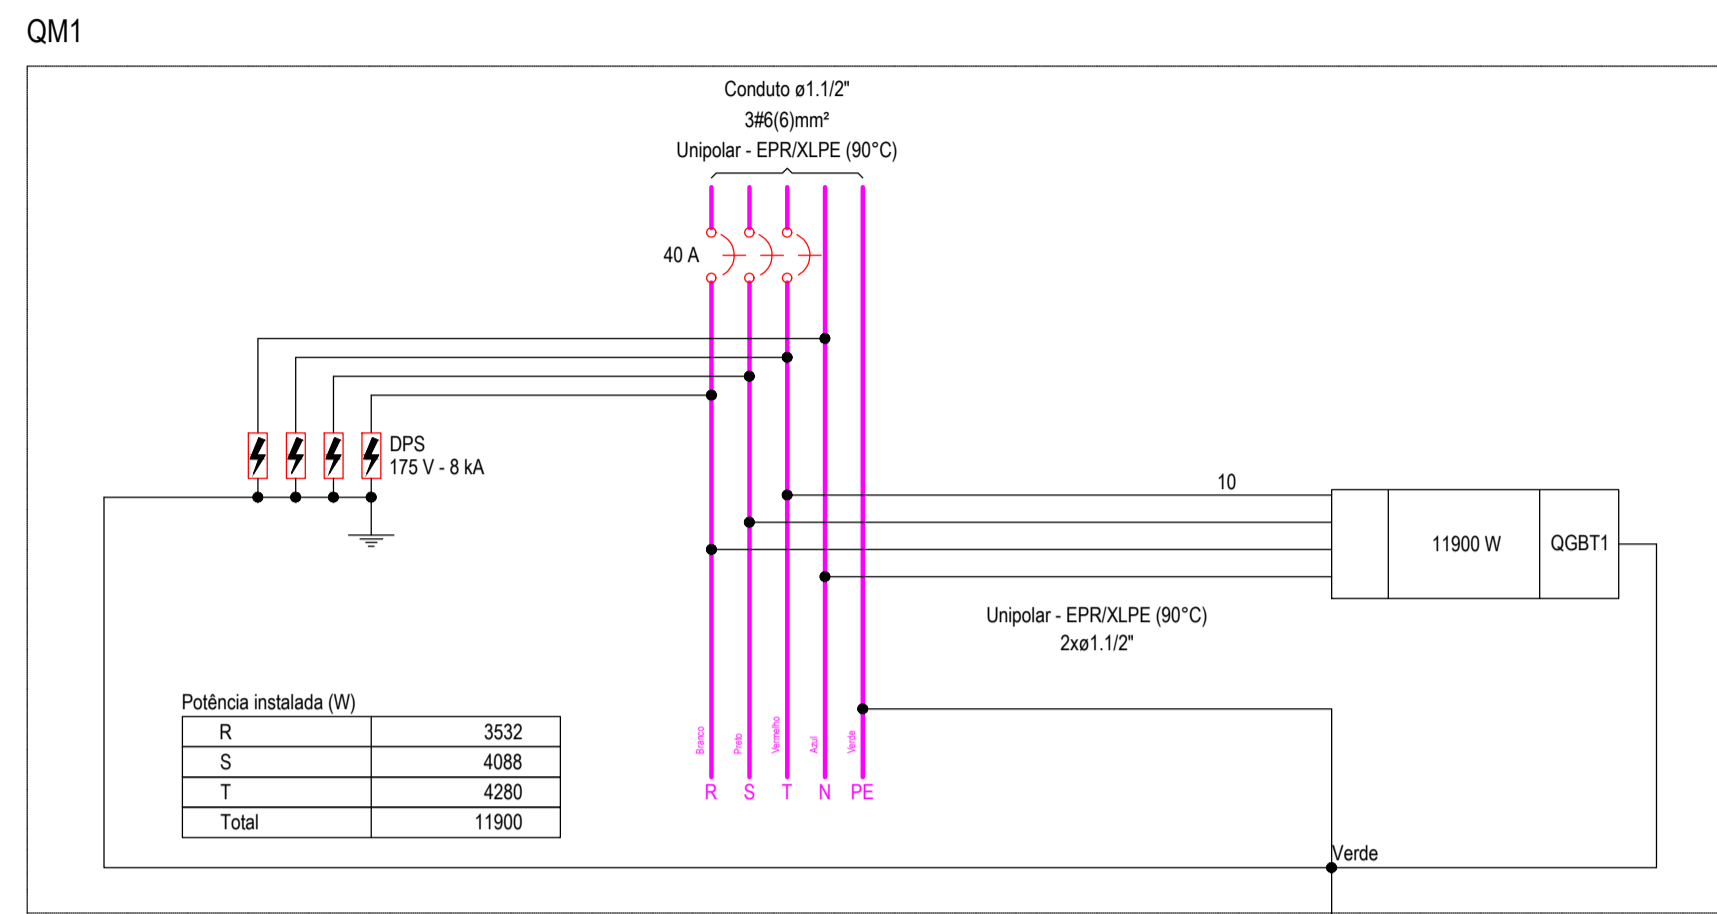 QM1
Conduto ø1.1/2"
3#6(6)mm²
Unipolar - EPR/XLPE (90°C)
40 A
DPS
175 V - 8 kA
10
11900 W
QGBT1
Unipolar - EPR/XLPE (90°C)
2xø1.1/2"
Potência instalada (W)
R 3532
S 4088
T 4280
Total 11900
Branco
Preto
Vermelho
Azul
Verde
R S T N PE
Verde